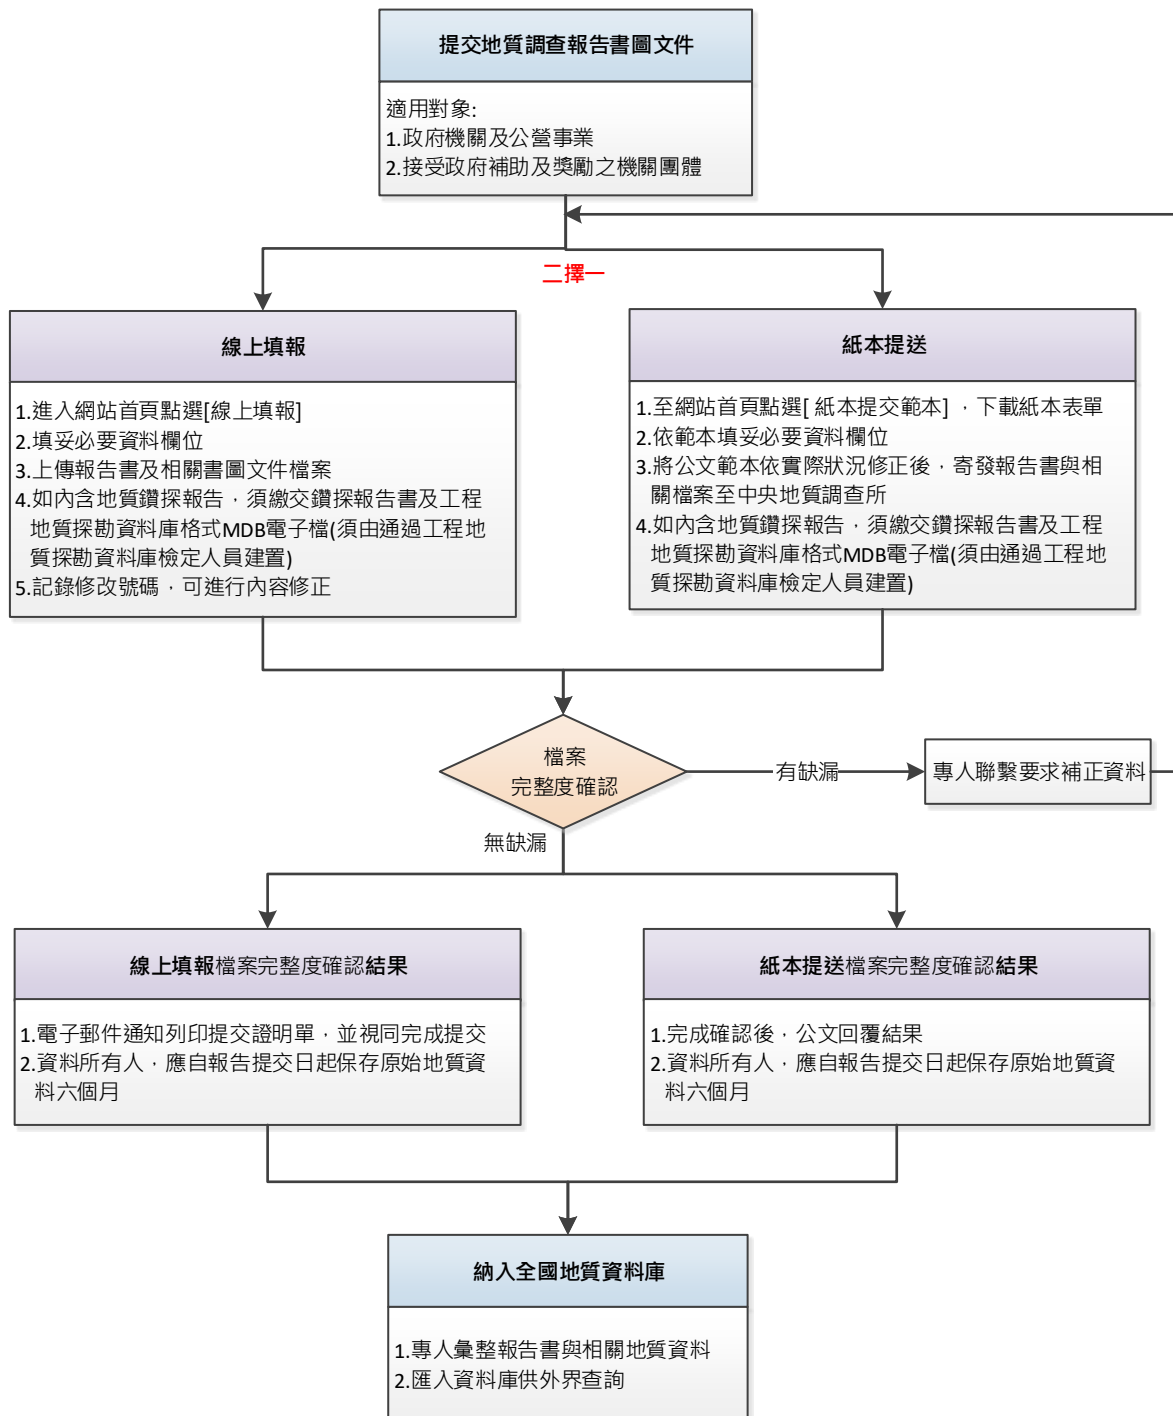 提交地質調查報告書圖文件
適用對象:
1.政府機關及公營事業
2.接受政府補助及獎勵之機關團體
二擇一
線上填報
1.進入網站首頁點選[線上填報]
2.填妥必要資料欄位
3.上傳報告書及相關書圖文件檔案
4.如內含地質鑽探報告，須繳交鑽探報告書及工程
地質探勘資料庫格式MDB電子檔(須由通過工程地
質探勘資料庫檢定人員建置)
5.記錄修改號碼，可進行內容修正
紙本提送
1.至網站首頁點選[ 紙本提交範本] ，下載紙本表單
2.依範本填妥必要資料欄位
3.將公文範本依實際狀況修正後，寄發報告書與相
關檔案至中央地質調查所
4.如內含地質鑽探報告，須繳交鑽探報告書及工程
地質探勘資料庫格式MDB電子檔(須由通過工程地
質探勘資料庫檢定人員建置)
檔案
完整度確認
有缺漏
專人聯繫要求補正資料
無缺漏
線上填報檔案完整度確認結果
1.電子郵件通知列印提交證明單，並視同完成提交
2.資料所有人，應自報告提交日起保存原始地質資
料六個月
紙本提送檔案完整度確認結果
1.完成確認後，公文回覆結果
2.資料所有人，應自報告提交日起保存原始地質資
料六個月
納入全國地質資料庫
1.專人彙整報告書與相關地質資料
2.匯入資料庫供外界查詢